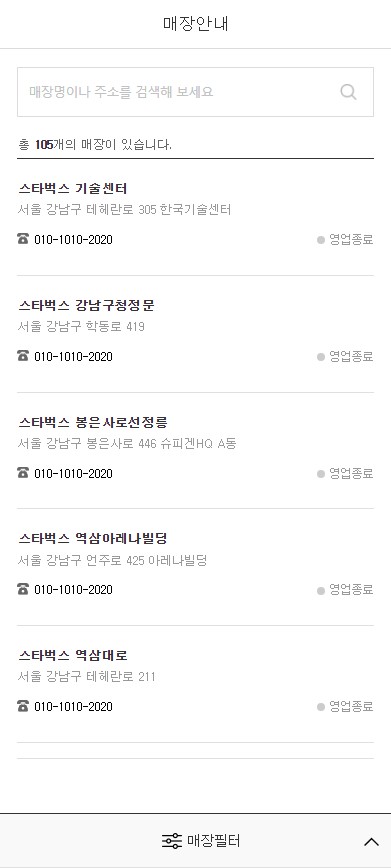 매장안내
매장명이나 주소를 검색해 보세요
총 105개의 매장이 있습니다.
스타벅스 기술센터
서울 강남구 테헤란로 305 한국기술센터
010-1010-2020 영업종료
스타벅스 강남구청정문
서울 강남구 학동로 419
010-1010-2020 영업종료
스타벅스 봉은사로선정릉
서울 강남구 봉은사로 446 슈피겐HQ A동
010-1010-2020 영업종료
스타벅스 역삼아레나빌딩
서울 강남구 언주로 425 아레나빌딩
010-1010-2020 영업종료
스타벅스 역삼대로
서울 강남구 테헤란로 211
010-1010-2020 영업종료
매장필터